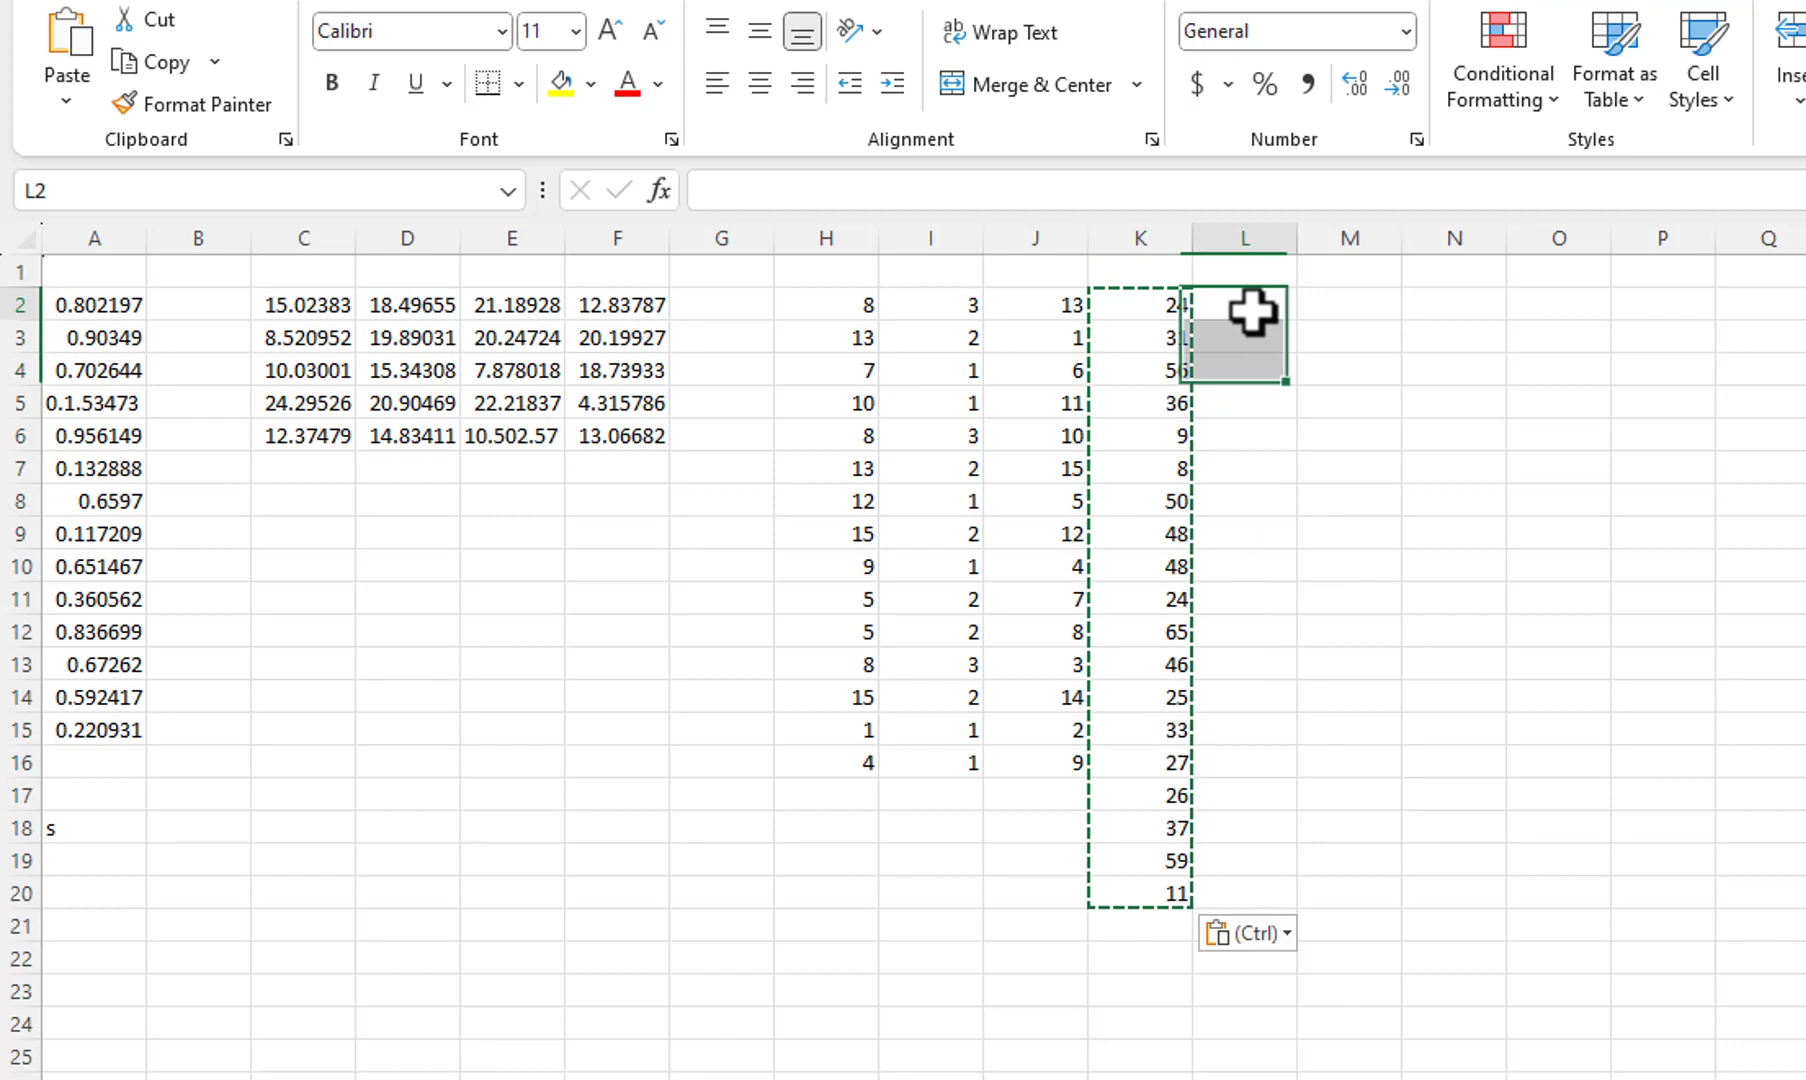 Cut
Copy
Format Painter
Paste
Clipboard
Calibri 11
B I U
Font
Wrap Text
Merge & Center
Alignment
General
$ % , .00
Number
Conditional Formatting
Format as Table
Cell Styles
Styles
L2 fx
A B C D E F G H I J K L M N O P Q
1
2 0.802197 15.02383 18.49655 21.18928 12.83787 8 3 13 24
3 0.90349 8.520952 19.89031 20.24724 20.19927 13 2 1 31
4 0.702644 10.03001 15.34308 7.878018 18.73933 7 1 6 56
5 0.1.53473 24.29526 20.90469 22.21837 4.315786 10 1 11 36
6 0.956149 12.37479 14.83411 10.502.57 13.06682 8 3 10 9
7 0.132888 13 2 15 8
8 0.6597 12 1 5 50
9 0.117209 15 2 12 48
10 0.651467 9 1 4 48
11 0.360562 5 2 7 24
12 0.836699 5 2 8 65
13 0.67262 8 3 3 46
14 0.592417 15 2 14 25
15 0.220931 1 1 2 33
16 4 1 9 27
17 26
18 s 37
19 59
20 11
21 (Ctrl)
22
23
24
25